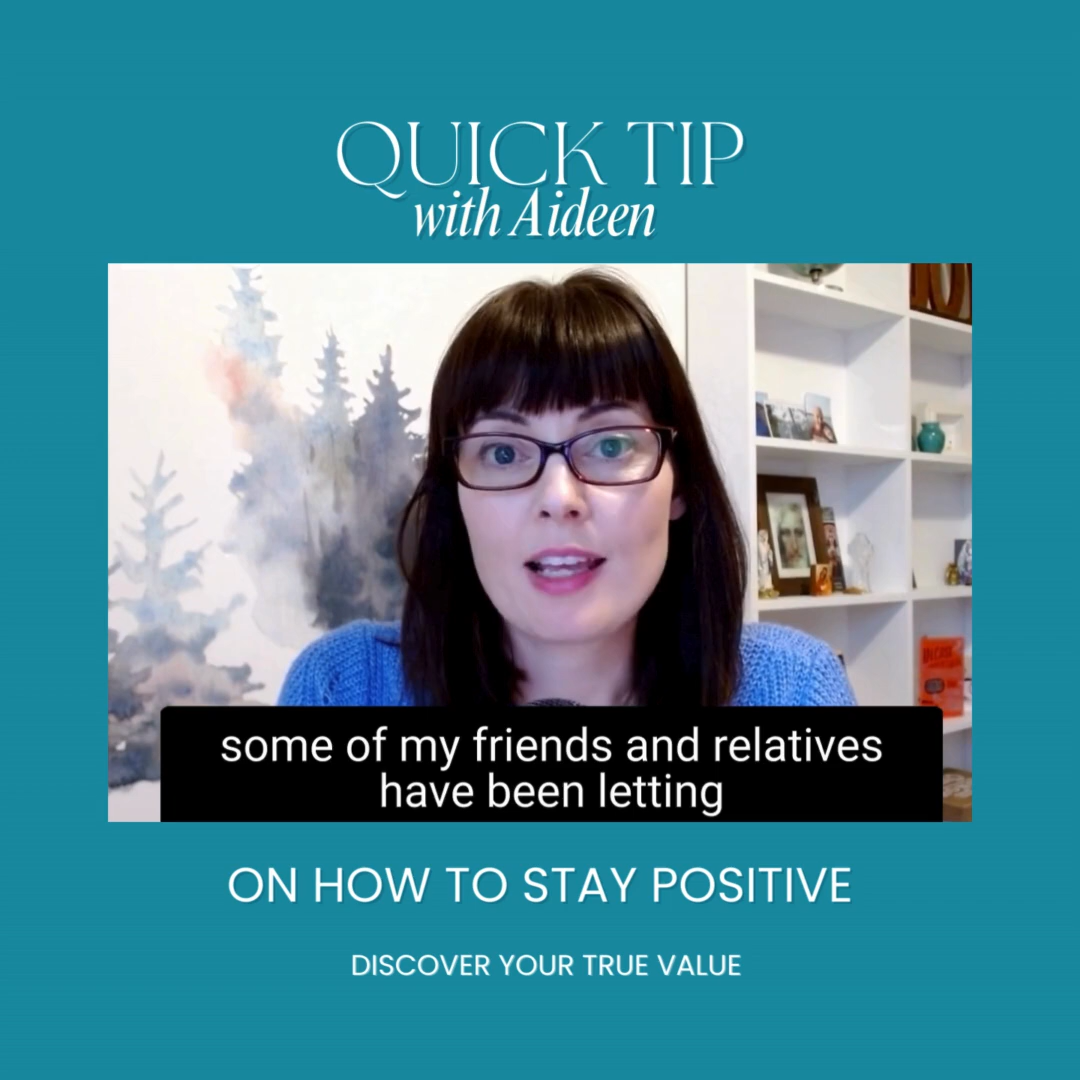 QUICK TIP
with Aideen
some of my friends and relatives
have been letting
ON HOW TO STAY POSITIVE
DISCOVER YOUR TRUE VALUE